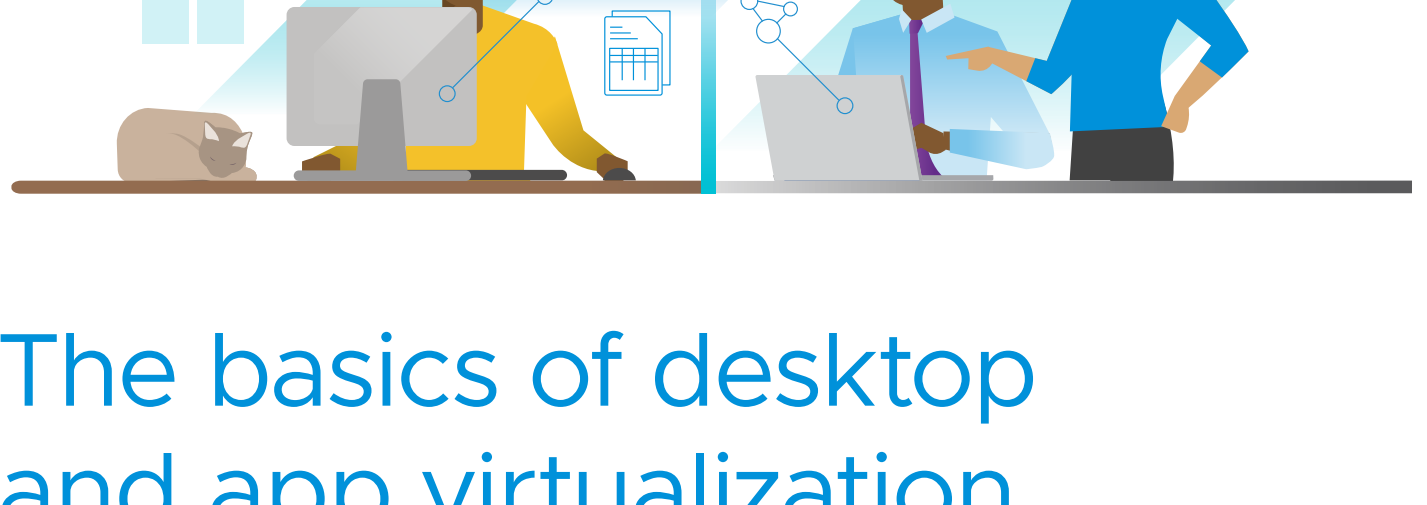 The basics of desktop
and app virtualization